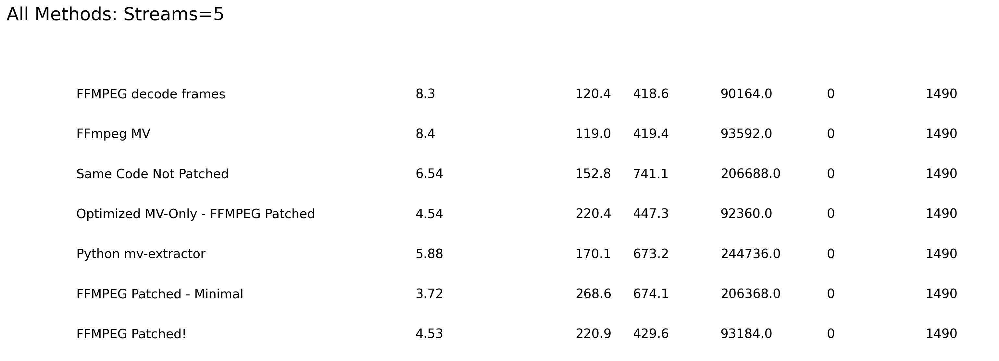 All Methods: Streams=5
FFMPEG decode frames 8.3 120.4 418.6 90164.0 0 1490
FFmpeg MV 8.4 119.0 419.4 93592.0 0 1490
Same Code Not Patched 6.54 152.8 741.1 206688.0 0 1490
Optimized MV-Only - FFMPEG Patched 4.54 220.4 447.3 92360.0 0 1490
Python mv-extractor 5.88 170.1 673.2 244736.0 0 1490
FFMPEG Patched - Minimal 3.72 268.6 674.1 206368.0 0 1490
FFMPEG Patched! 4.53 220.9 429.6 93184.0 0 1490